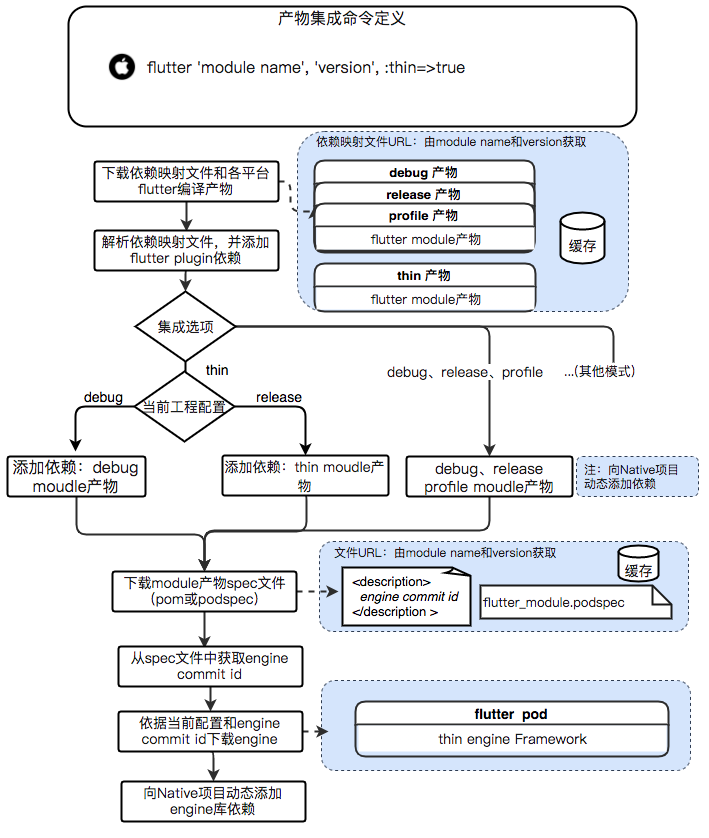 产物集成命令定义
flutter 'module name', 'version', :thin=>true
依赖映射文件URL：由module name和version获取
下载依赖映射文件和各平台
flutter编译产物
debug 产物
release 产物
profile 产物
flutter module产物
缓存
解析依赖映射文件，并添加
flutter plugin依赖
thin 产物
flutter module产物
集成选项
thin
debug、release、profile
...(其他模式)
debug
当前工程配置
release
添加依赖：debug
moudle产物
添加依赖：thin moudle产
物
debug、release
profile moudle产物
注：向Native项目
动态添加依赖
文件URL：由module name和version获取
下载module产物spec文件
（pom或podspec）
<description>
engine commit id
</description >
缓存
flutter_module.podspec
从spec文件中获取engine
commit id
依据当前配置和engine
commit id下载engine
flutter pod
thin engine Framework
向Native项目动态添加
engine库依赖